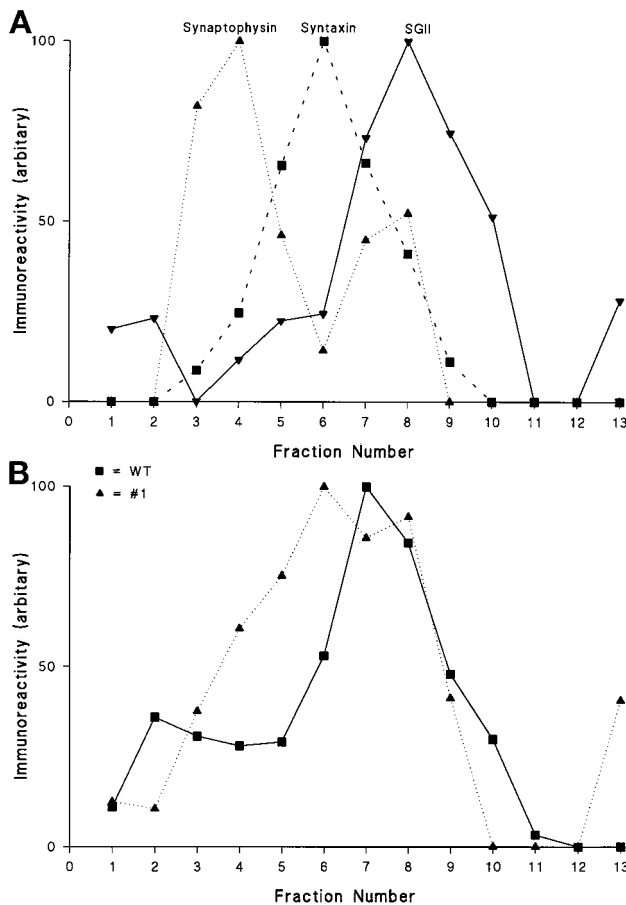 A
Synaptophysin Syntaxin SGII
Immunoreactivity (arbitary)
100
50
0
0 1 2 3 4 5 6 7 8 9 10 11 12 13
Fraction Number
B
■ = WT
▲ = #1
Immunoreactivity (arbitary)
100
50
0
0 1 2 3 4 5 6 7 8 9 10 11 12 13
Fraction Number